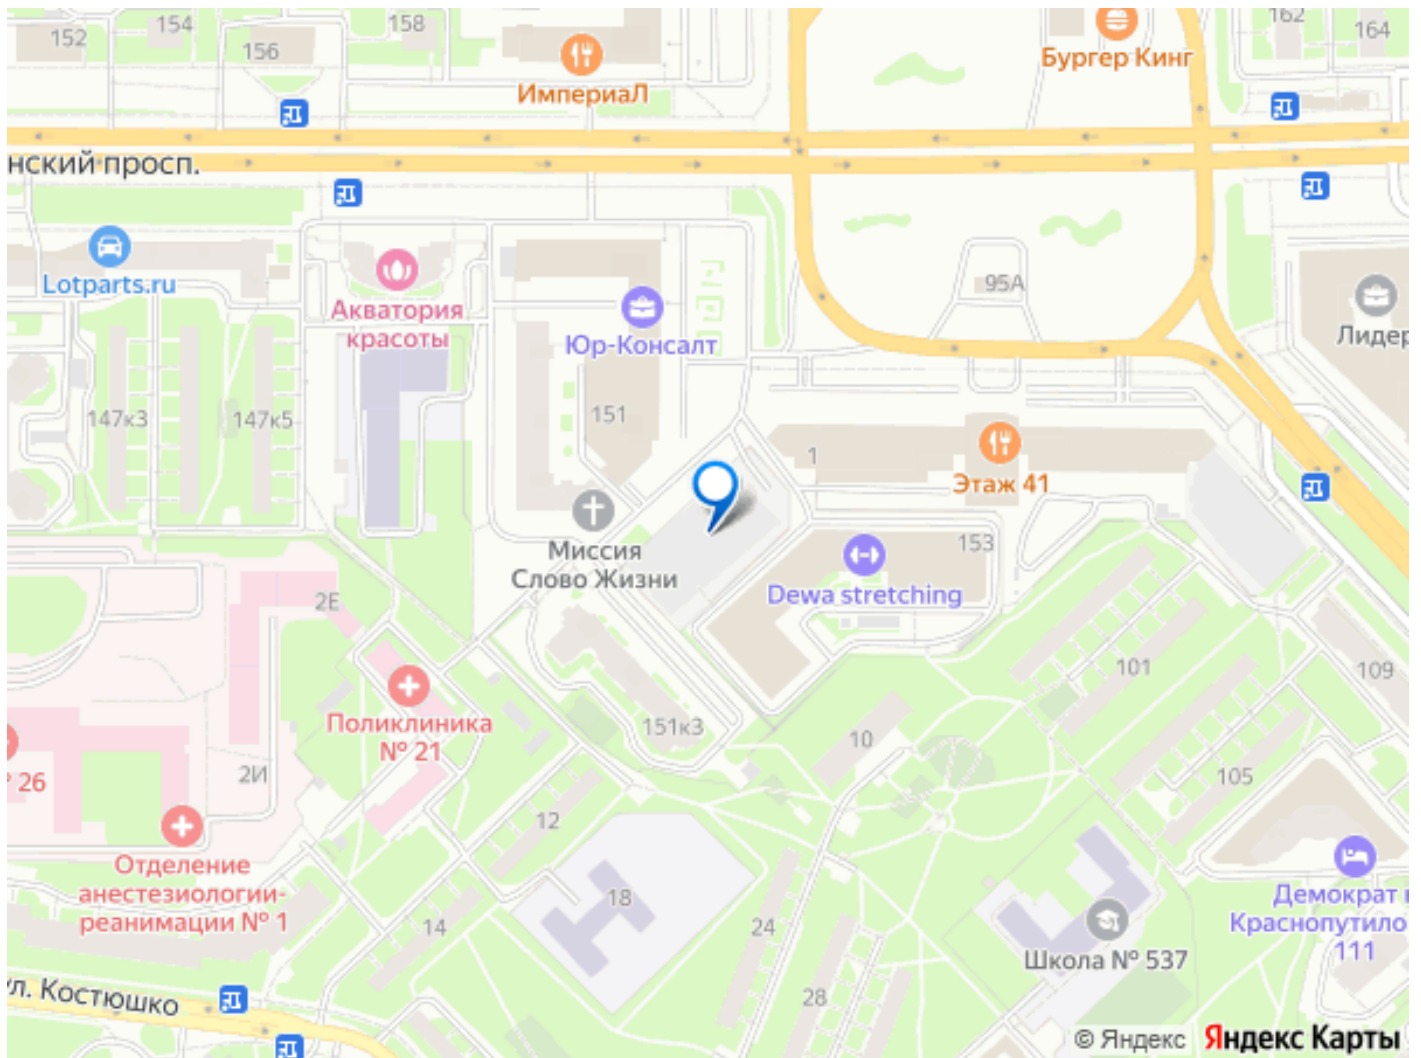 152
154
156
158
ИмпериаЛ
Бургер Кинг
162
164
нский просп.
Lotparts.ru
Акватория
красоты
Юр-Консалт
95А
Лидер
147к3
147к5
151
1
Этаж 41
Миссия
Слово Жизни
153
Dewa stretching
2Е
101
109
Поликлиника
№ 21
151к3
10
26
2И
105
12
Отделение
анестезиологии-
реанимации № 1
18
14
24
Демократ
Краснопутило
111
Школа № 537
л. Костюшко
28
© Яндекс Яндекс Карты